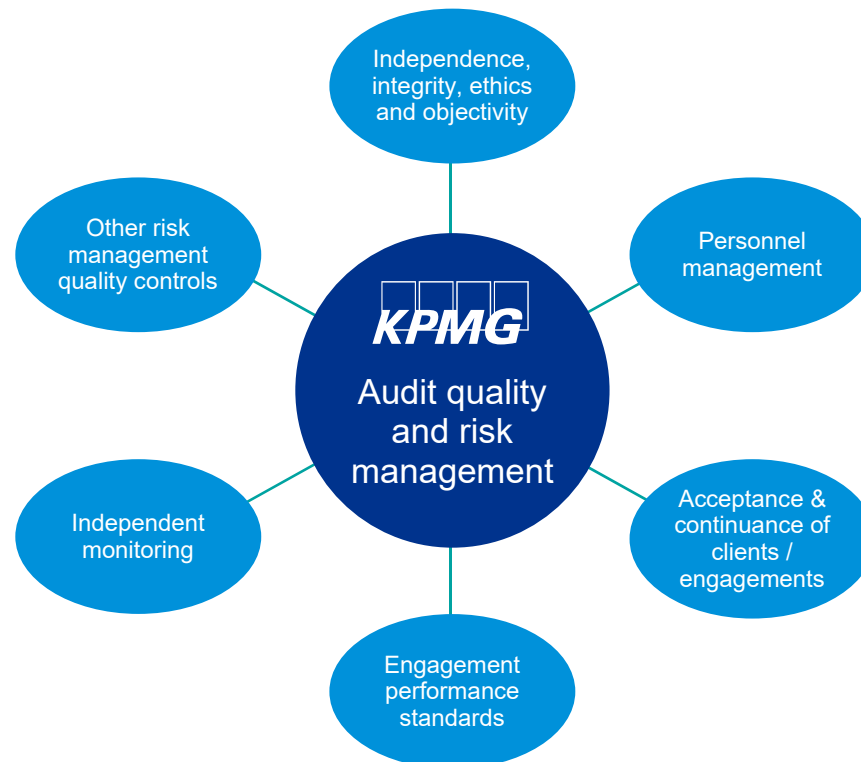 Independence,
integrity, ethics
and objectivity
Other risk
management
quality controls
Personnel
management
KPMG
Audit quality
and risk
management
Independent
monitoring
Acceptance &
continuance of
clients /
engagements
Engagement
performance
standards